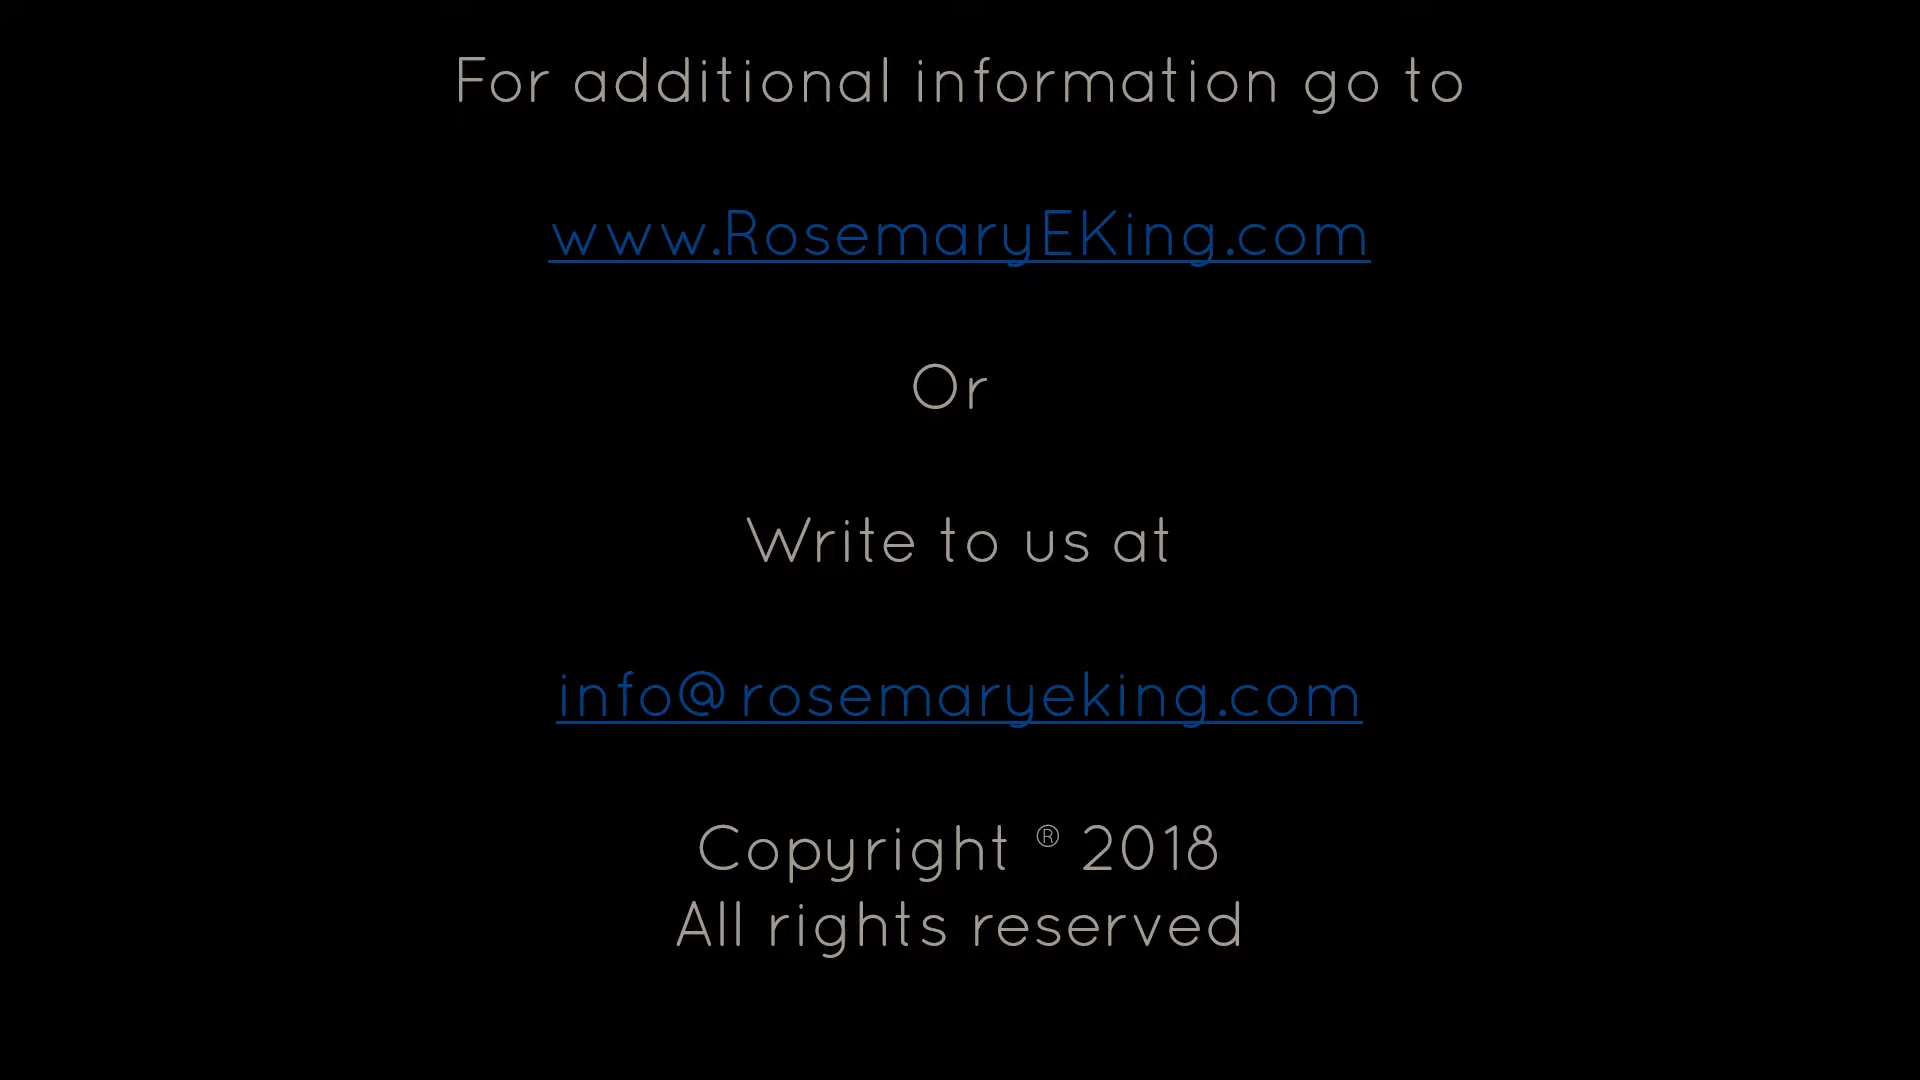 For additional information go to
www.RosemaryEKing.com
Or
Write to us at
info@rosemaryeking.com
Copyright ® 2018
All rights reserved